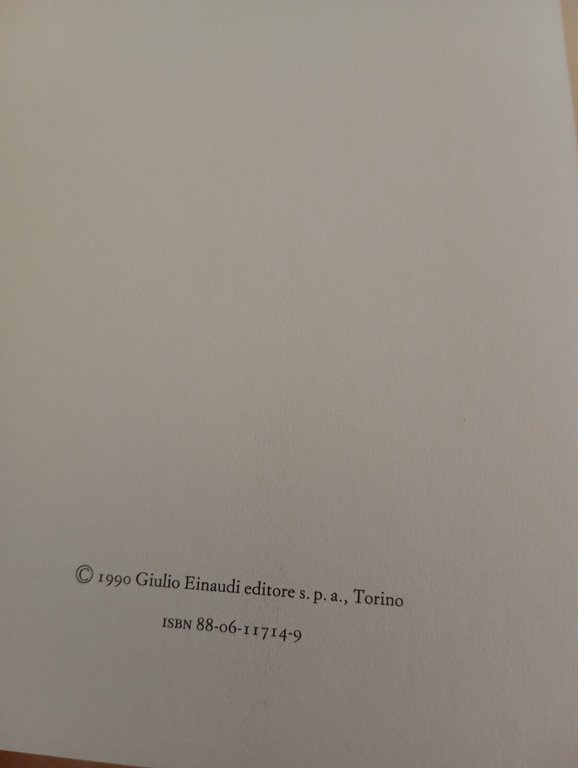 © 1990 Giulio Einaudi editore s. p. a., Torino
ISBN 88-06-11714-9